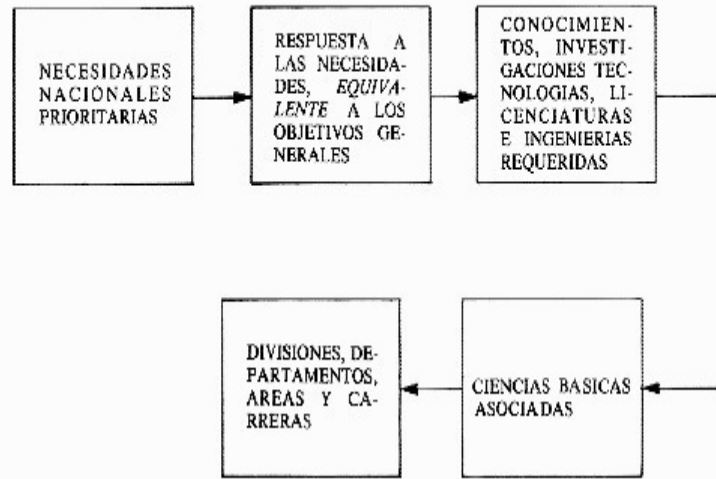 NECESIDADES
NACIONALES
PRIORITARIAS
RESPUESTA A
LAS NECESIDA-
DES, EQUIVA-
LENTE A LOS
OBJETIVOS GE-
NERALES
CONOCIMIEN-
TOS, INVESTI-
GACIONES TEC-
NOLOGIAS, LI-
CENCIATURAS
E INGENIERIAS
REQUERIDAS
DIVISIONES, DE-
PARTAMENTOS,
AREAS Y CA-
RRERAS
CIENCIAS BASICAS
ASOCIADAS